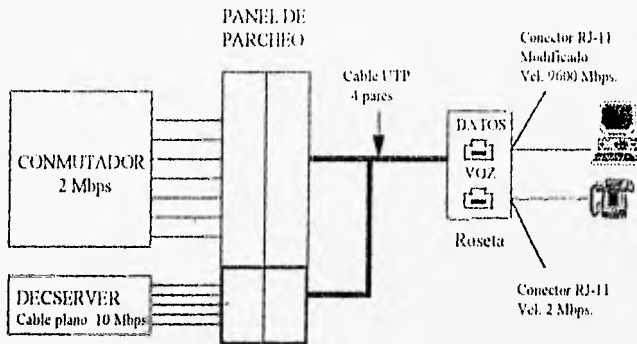 PANEL DE
PARCHEO
CONMUTADOR
2 Mbps
DECSERVER
Cable plano 10 Mbps
Cable UTP
4 pares
DATOS
VOZ
Roseta
Conector RJ-11
Modificado
Vel. 9600 Mbps.
Conector RJ-11
Vel. 2 Mbps.